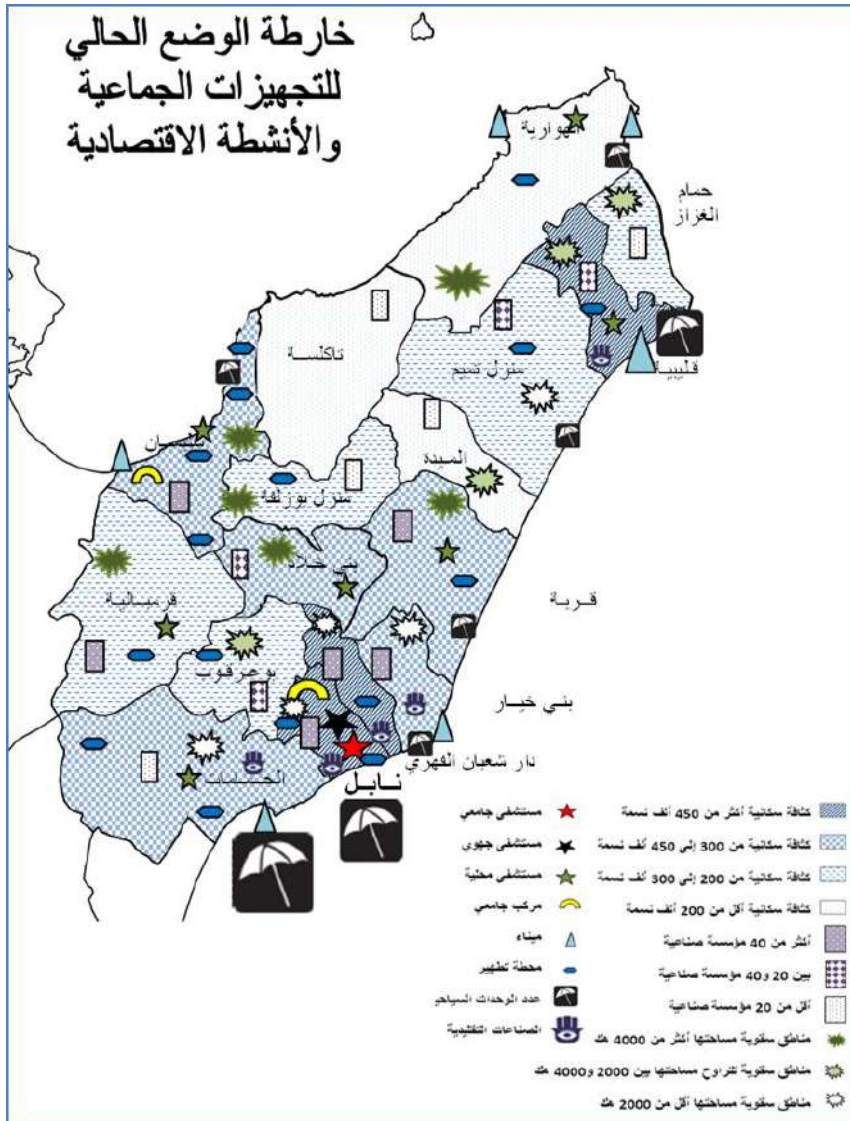 خارطة الوضع الحالي
للتجهيزات الجماعية
والأنشطة الاقتصادية
الهوارية
حمام
الغزاز
تاكلسة
منزل تميم
قليبية
الميدة
منزل بوزلفة
بني خلاد
قربة
قرمبالية
بوعرقوب
بني خيار
دار شعبان الفهري
الحمامات
نابل
كثافة سكانية أكثر من 450 ألف نسمة
كثافة سكانية من 300 إلى 450 ألف نسمة
كثافة سكانية من 200 إلى 300 ألف نسمة
كثافة سكانية أقل من 200 ألف نسمة
أكثر من 40 مؤسسة صناعية
بين 20 و40 مؤسسة صناعية
أقل من 20 مؤسسة صناعية
مناطق سقوية مساحتها أكثر من 4000 هك
مناطق سقوية تتراوح مساحتها بين 2000 و4000 هك
مناطق سقوية مساحتها أقل من 2000 هك
مستشفى جامعي
مستشفى جهوي
مستشفى محلية
مركب جامعي
ميناء
محطة تطهير
عدد الوحدات السياحية
الصناعات التقليدية